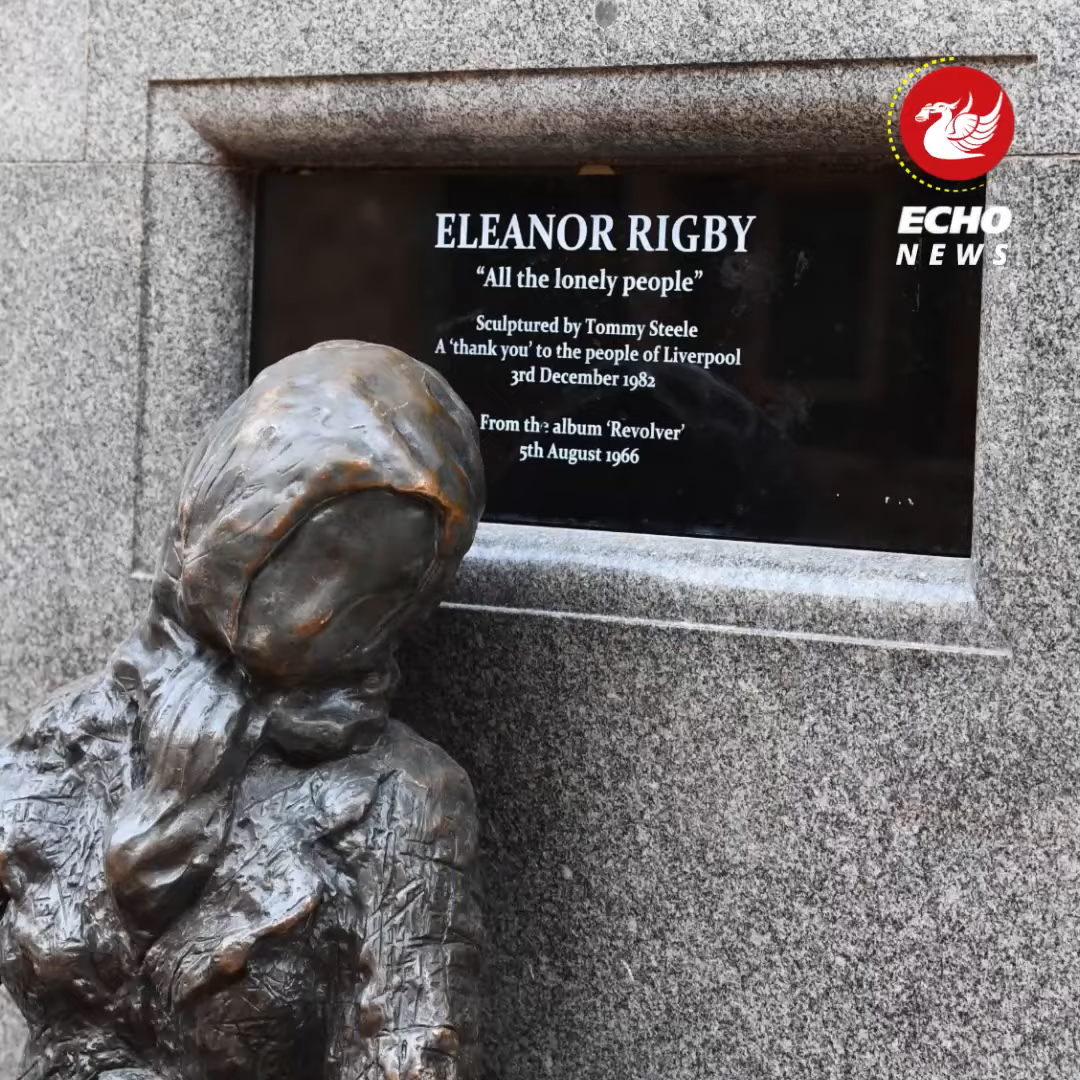 ELEANOR RIGBY
“All the lonely people”
Sculptured by Tommy Steele
A ‘thank you’ to the people of Liverpool
3rd December 1982
From the album ‘Revolver’
5th August 1966
ECHO
NEWS